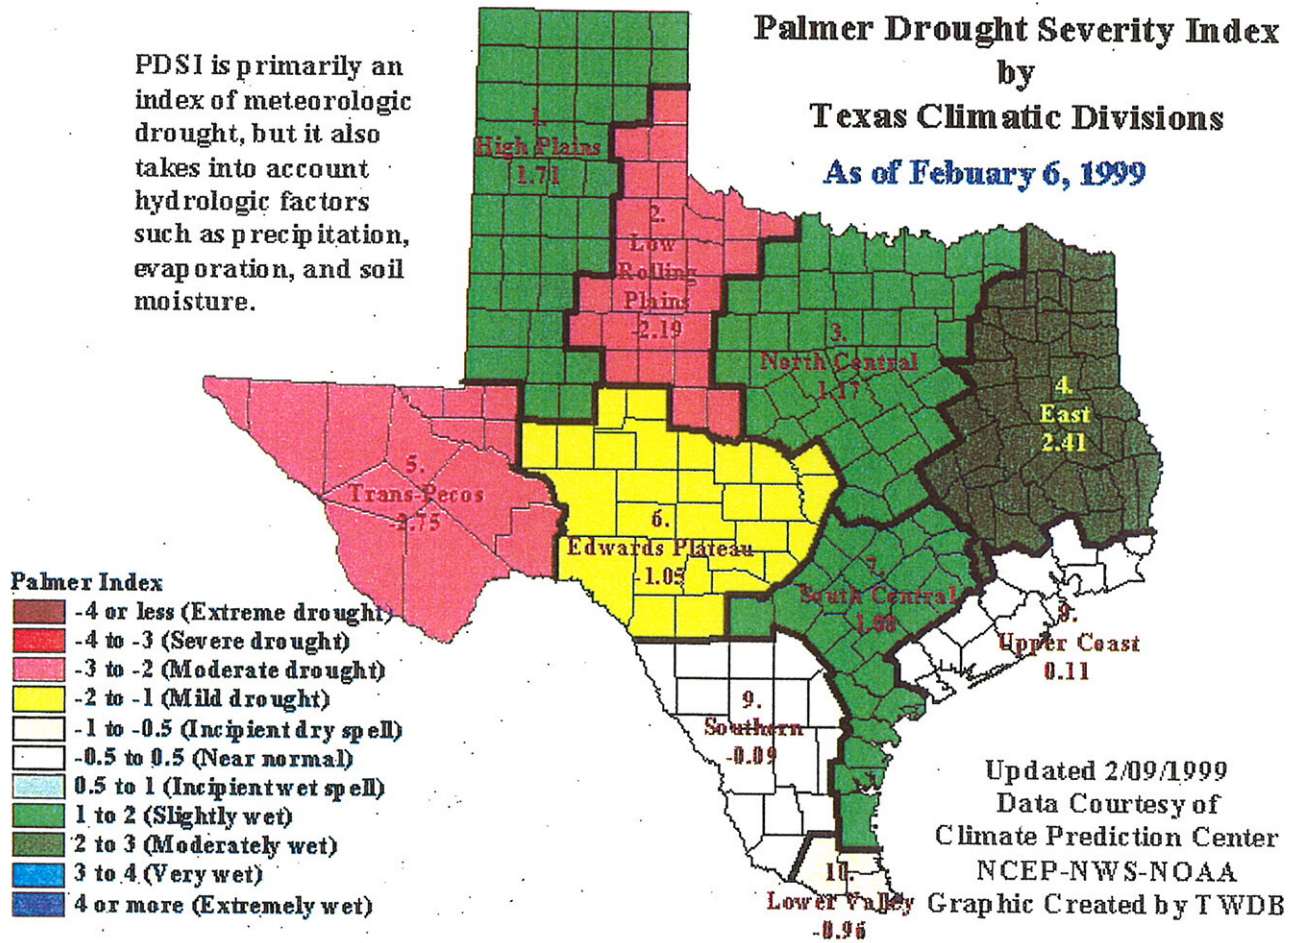 Palmer Drought Severity Index
by
Texas Climatic Divisions
As of Febuary 6, 1999
PDSI is primarily an
index of meteorologic
drought, but it also
takes into account
hydrologic factors
such as precipitation,
evaporation, and soil
moisture.
1.
High Plains
1.71
2.
Low
Rolling
Plains
-2.19
3.
North Central
1.17
4.
East
2.41
5.
Trans-Pecos
-2.75
6.
Edwards Plateau
-1.05
7.
South Central
8.
Upper Coast
0.11
9.
Southern
-0.09
10.
Lower Valley
-0.96
Palmer Index
-4 or less (Extreme drought)
-4 to -3 (Severe drought)
-3 to -2 (Moderate drought)
-2 to -1 (Mild drought)
-1 to -0.5 (Incipient dry spell)
-0.5 to 0.5 (Near normal)
0.5 to 1 (Incipient wet spell)
1 to 2 (Slightly wet)
2 to 3 (Moderately wet)
3 to 4 (Very wet)
4 or more (Extremely wet)
Updated 2/09/1999
Data Courtesy of
Climate Prediction Center
NCEP-NWS-NOAA
Graphic Created by TWDB